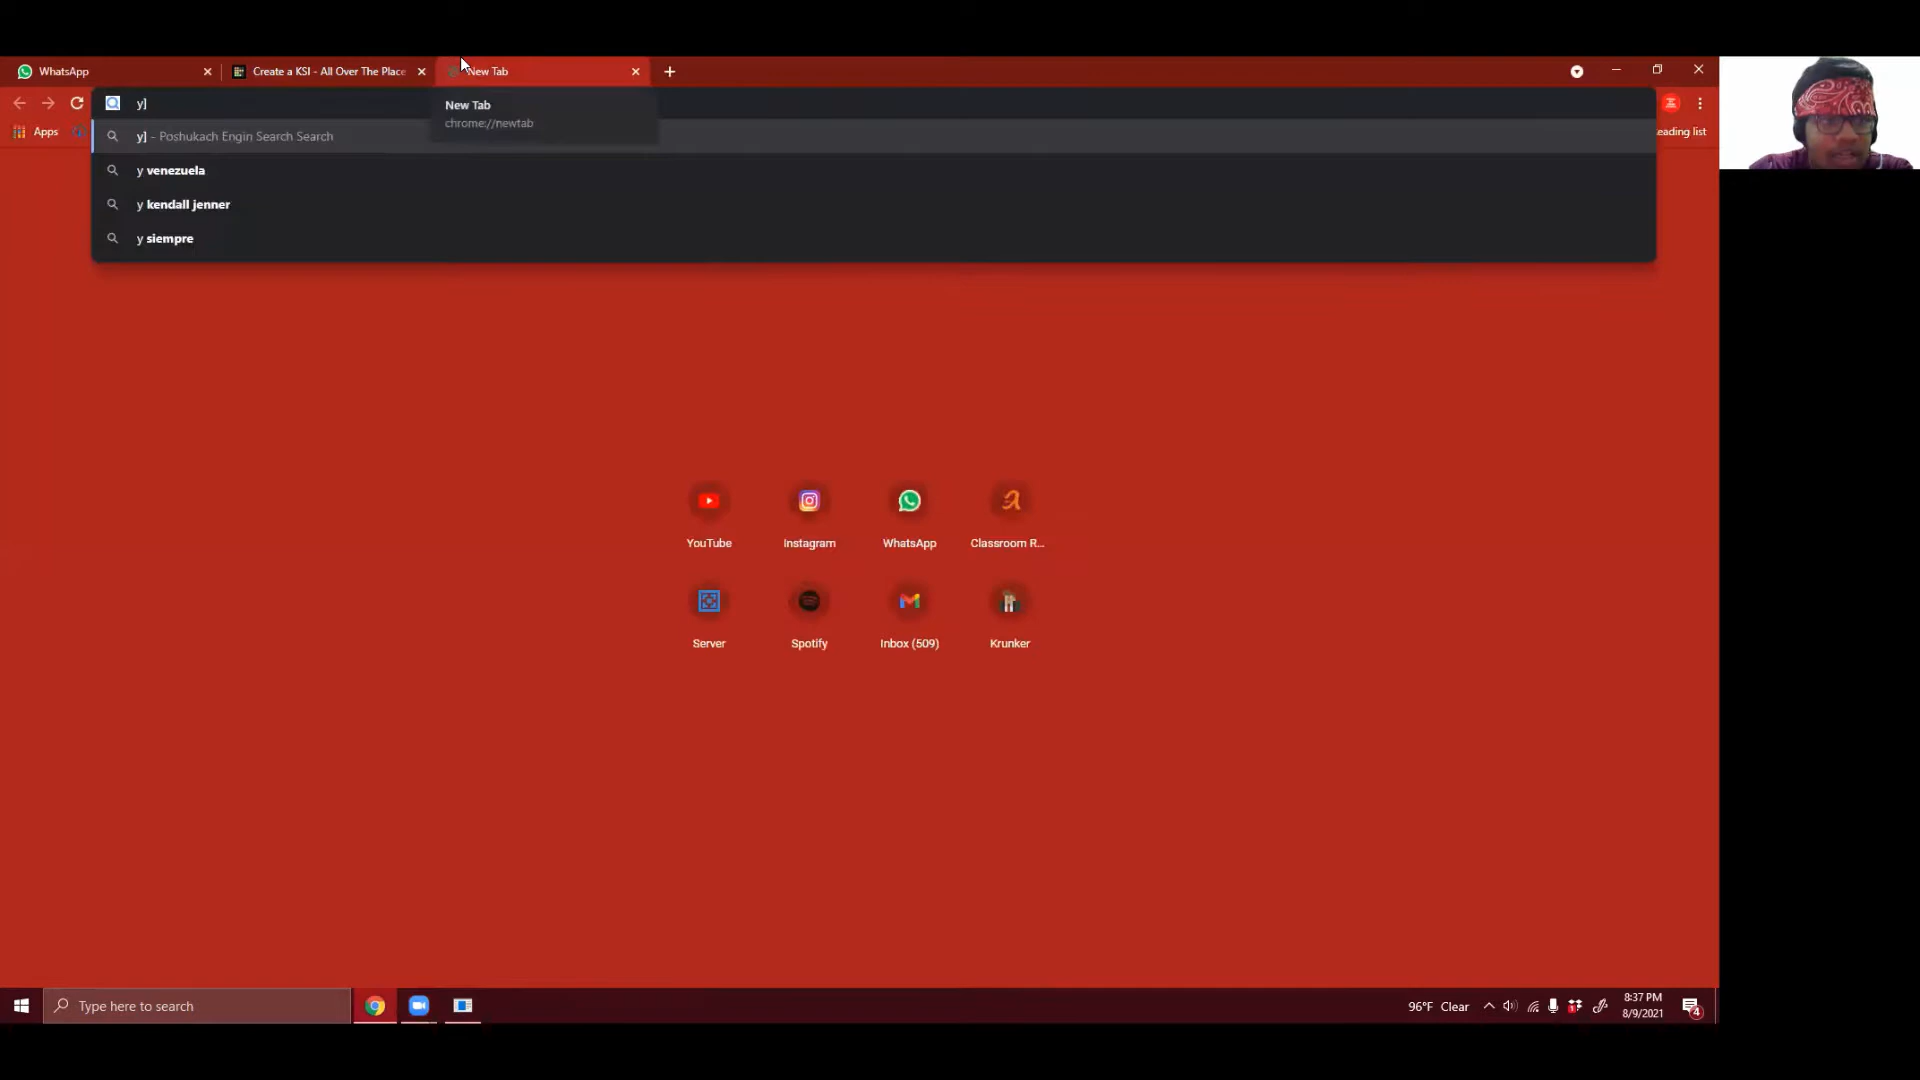 WhatsApp
Create a KSI - All Over The Place
New Tab
y]
New Tab
chrome://newtab
Apps
eading list
y] - Poshukach Engin Search Search
y venezuela
y kendall jenner
y siempre
YouTube
Instagram
WhatsApp
Classroom R...
Server
Spotify
Inbox (509)
Krunker
Type here to search
96°F Clear
8:37 PM
8/9/2021
4